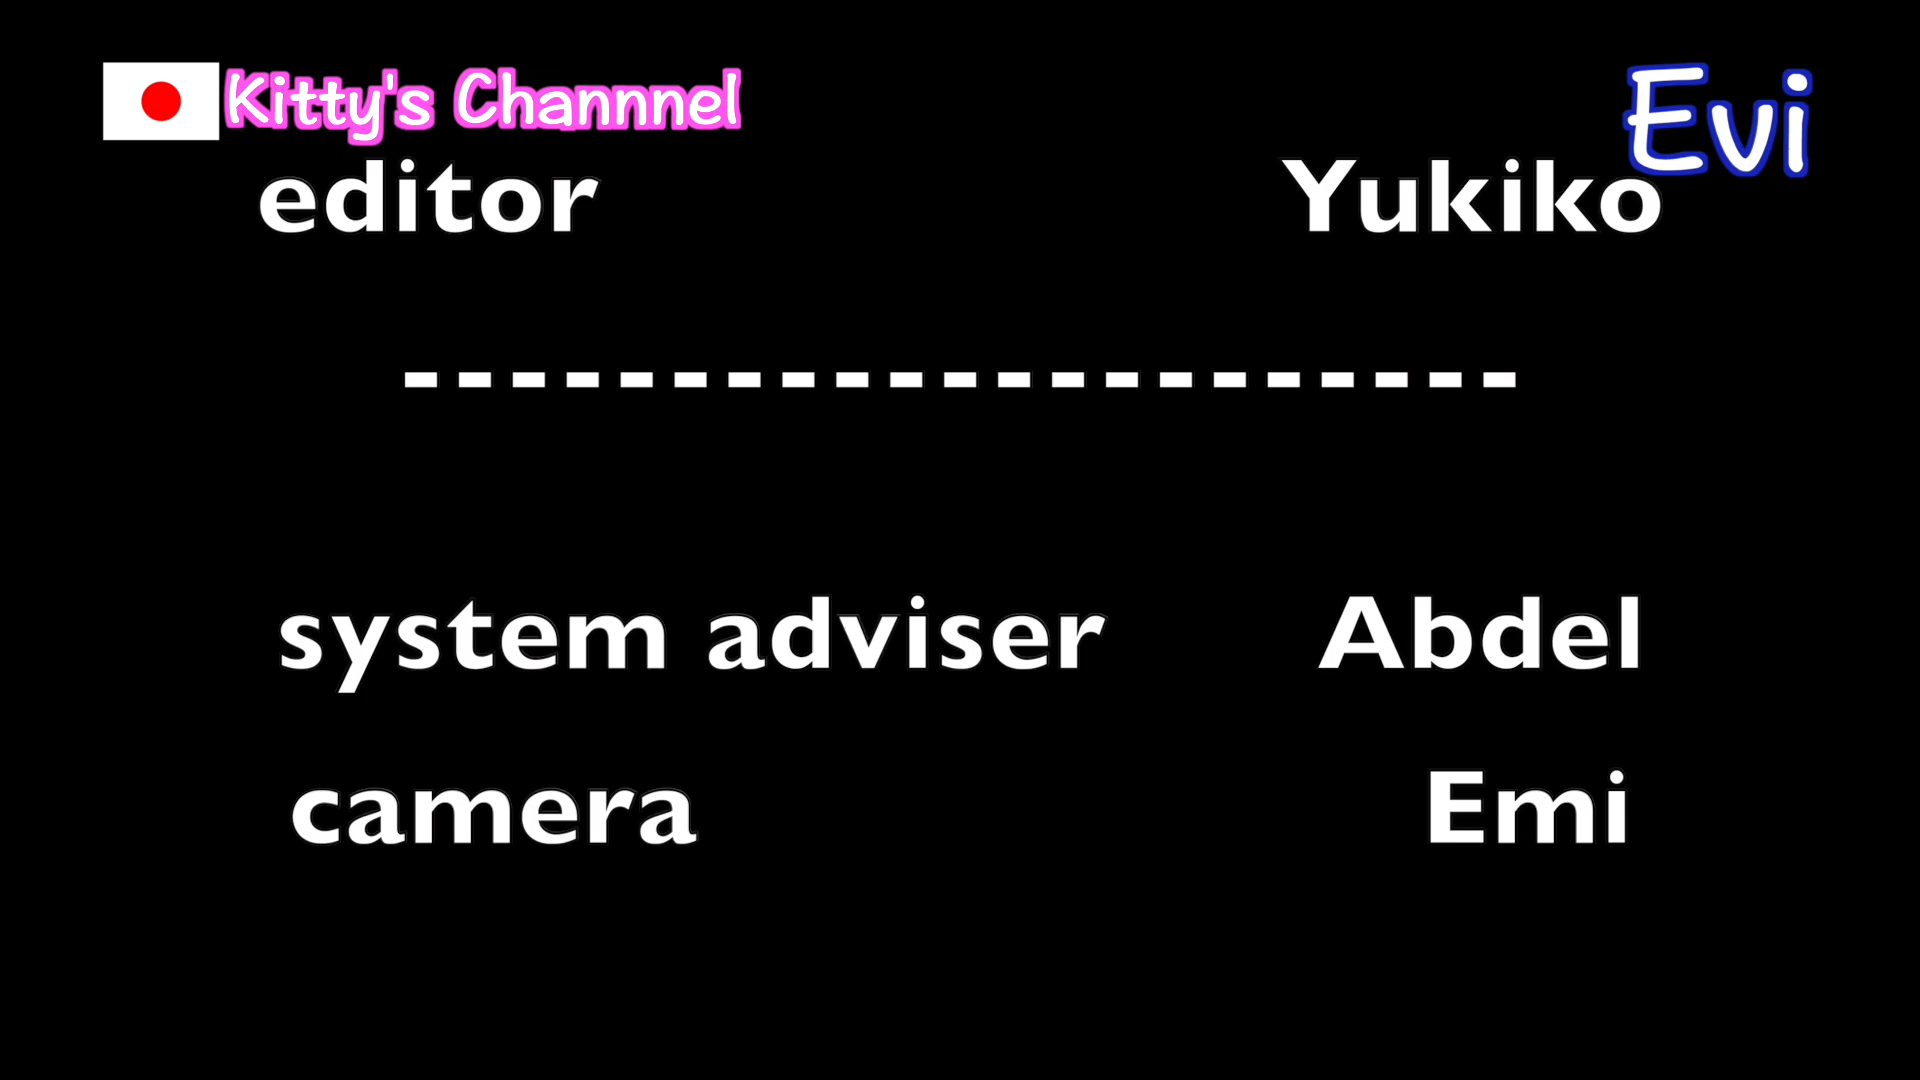 Kitty's Channnel
Evi
editor Yukiko
--------------------- 
system adviser Abdel
camera Emi